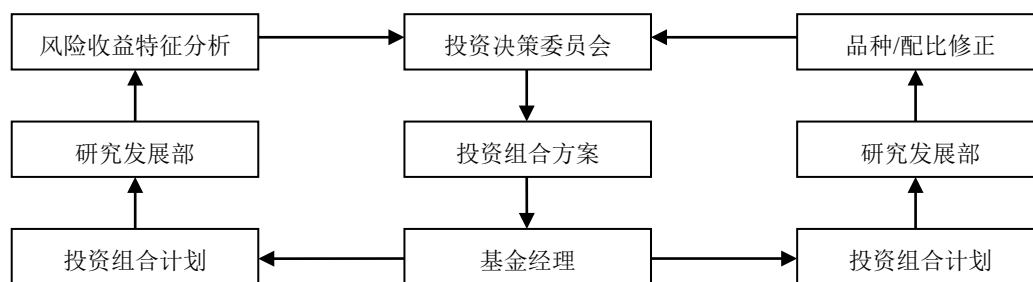 风险收益特征分析
投资决策委员会
品种/配比修正
研究发展部
投资组合方案
研究发展部
投资组合计划
基金经理
投资组合计划